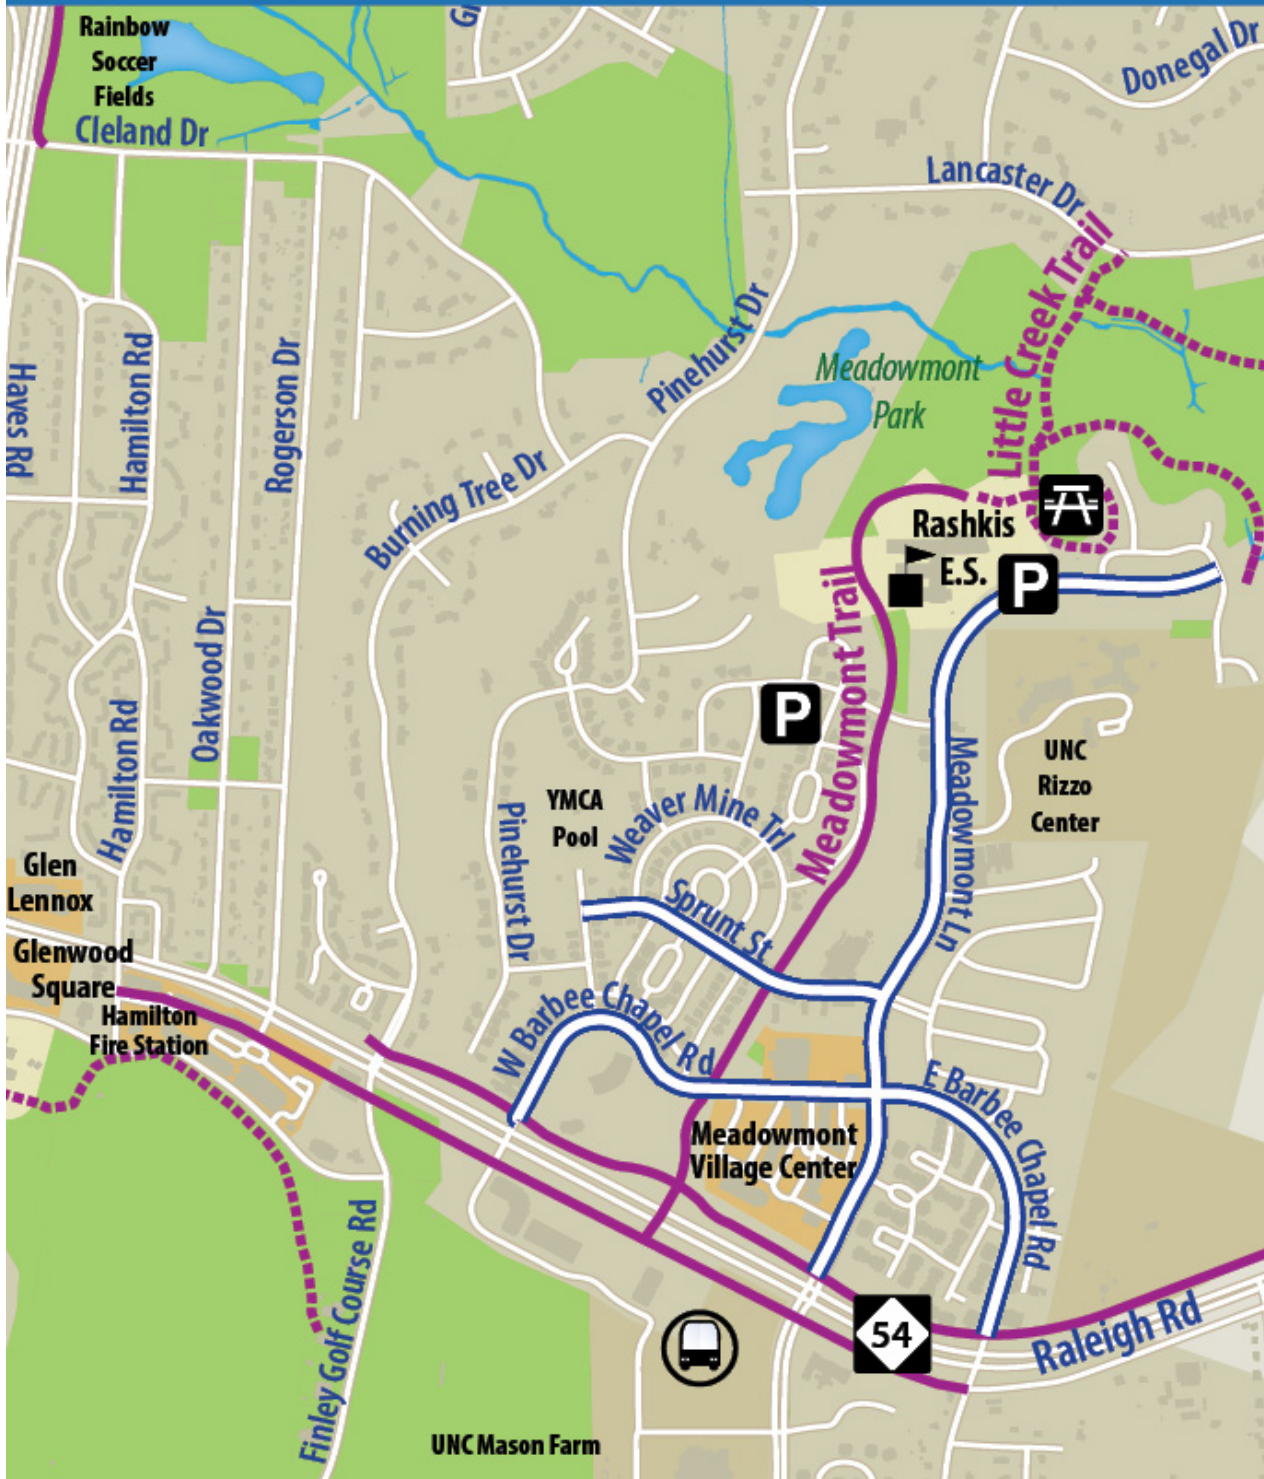 Rainbow
Soccer
Fields
Cleland Dr
Donegal Dr
Lancaster Dr
Little Creek Trail
Pinehurst Dr
Meadowmont
Park
Hayes Rd
Hamilton Rd
Rogerson Dr
Burning Tree Dr
Rashkis
E.S.
P
Meadowmont Trail
Oakwood Dr
Hamilton Rd
P
Meadowmont Ln
UNC
Rizzo
Center
YMCA
Pool
Weaver Mine Trl
Pinehurst Dr
Sprunt St
Glen
Lennox
Glenwood
Square
Hamilton
Fire Station
W Barbee Chapel Rd
E Barbee Chapel Rd
Meadowmont
Village Center
Finley Golf Course Rd
54
Raleigh Rd
UNC Mason Farm